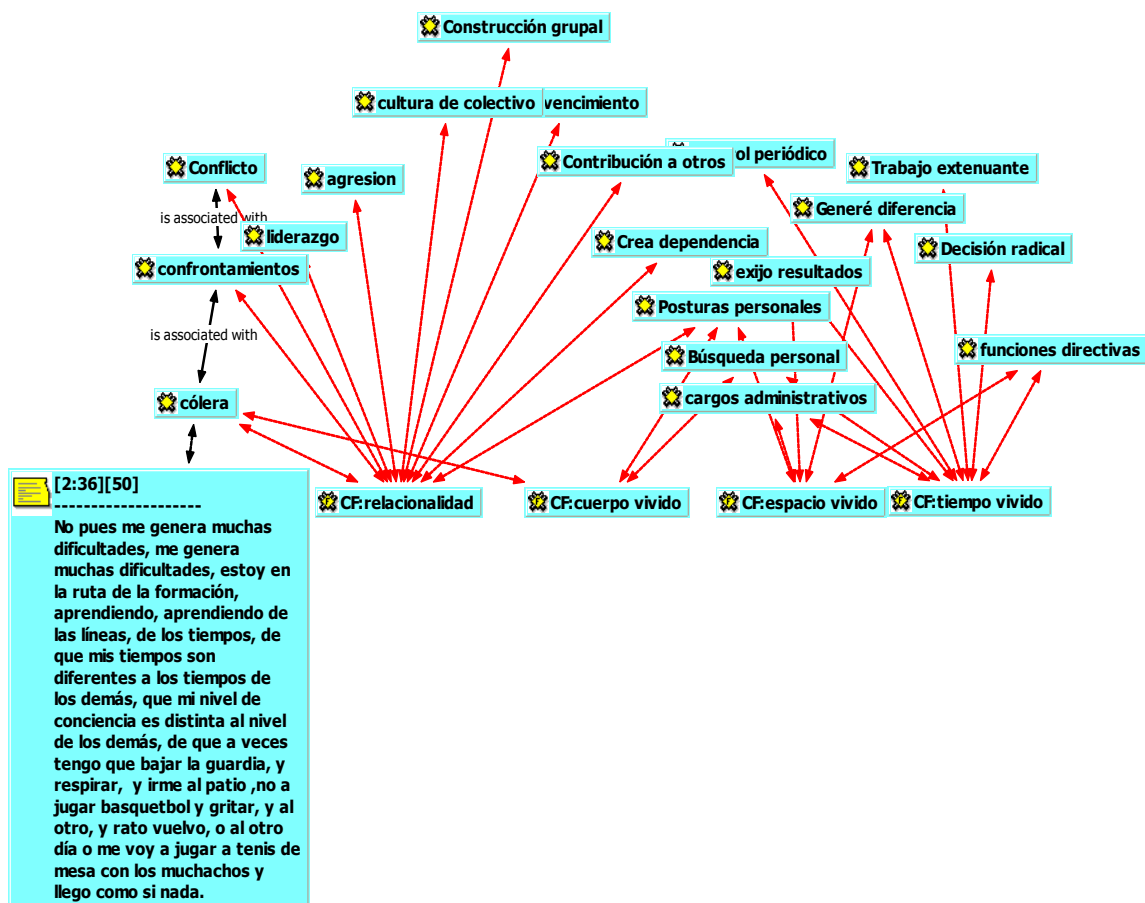 Construcción grupal
cultura de colectivo
vencimiento
Contribución a otros
ol periódico
Conflicto
agresion
Trabajo extenuante
is associated with
Generé diferencia
liderazgo
Crea dependencia
Decisión radical
confrontamientos
exijo resultados
Posturas personales
is associated with
Búsqueda personal
funciones directivas
cólera
cargos administrativos
CF:relacionalidad
CF:cuerpo vivido
CF:espacio vivido
CF:tiempo vivido
[2:36][50]
--------------------
No pues me genera muchas
dificultades, me genera
muchas dificultades, estoy en
la ruta de la formación,
aprendiendo, aprendiendo de
las líneas, de los tiempos, de
que mis tiempos son
diferentes a los tiempos de
los demás, que mi nivel de
conciencia es distinta al nivel
de los demás, de que a veces
tengo que bajar la guardia, y
respirar,  y irme al patio ,no a
jugar basquetbol y gritar, y al
otro, y rato vuelvo, o al otro
día o me voy a jugar a tenis de
mesa con los muchachos y
llego como si nada.